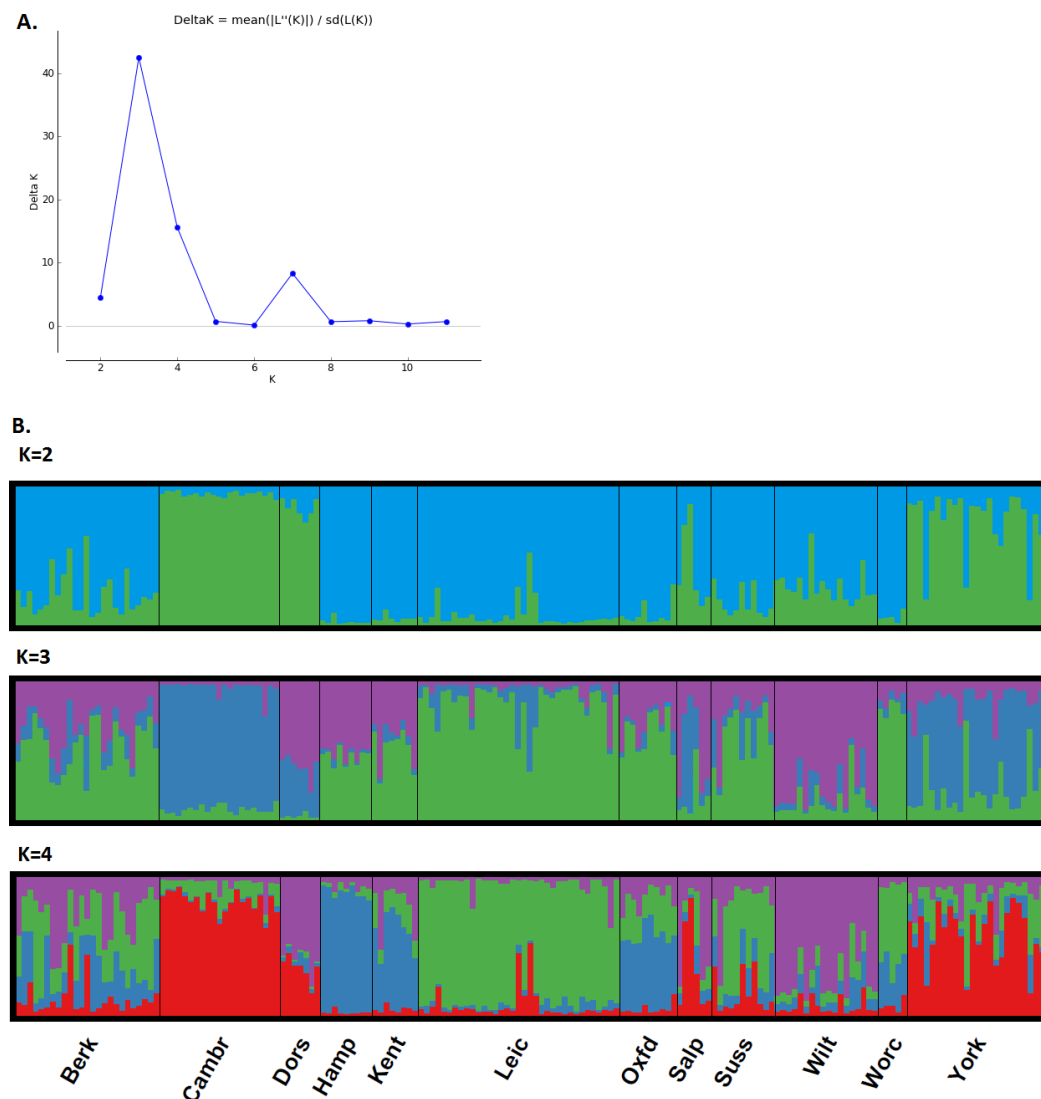 A.
DeltaK = mean(|L''(K)|) / sd(L(K))
40
30
20
10
0
Delta K
2 4 6 8 10
K
B.
K=2
K=3
K=4
Berk Cambr Dors Hamp Kent Leic Oxfd Salp Suss Wilt Worc York